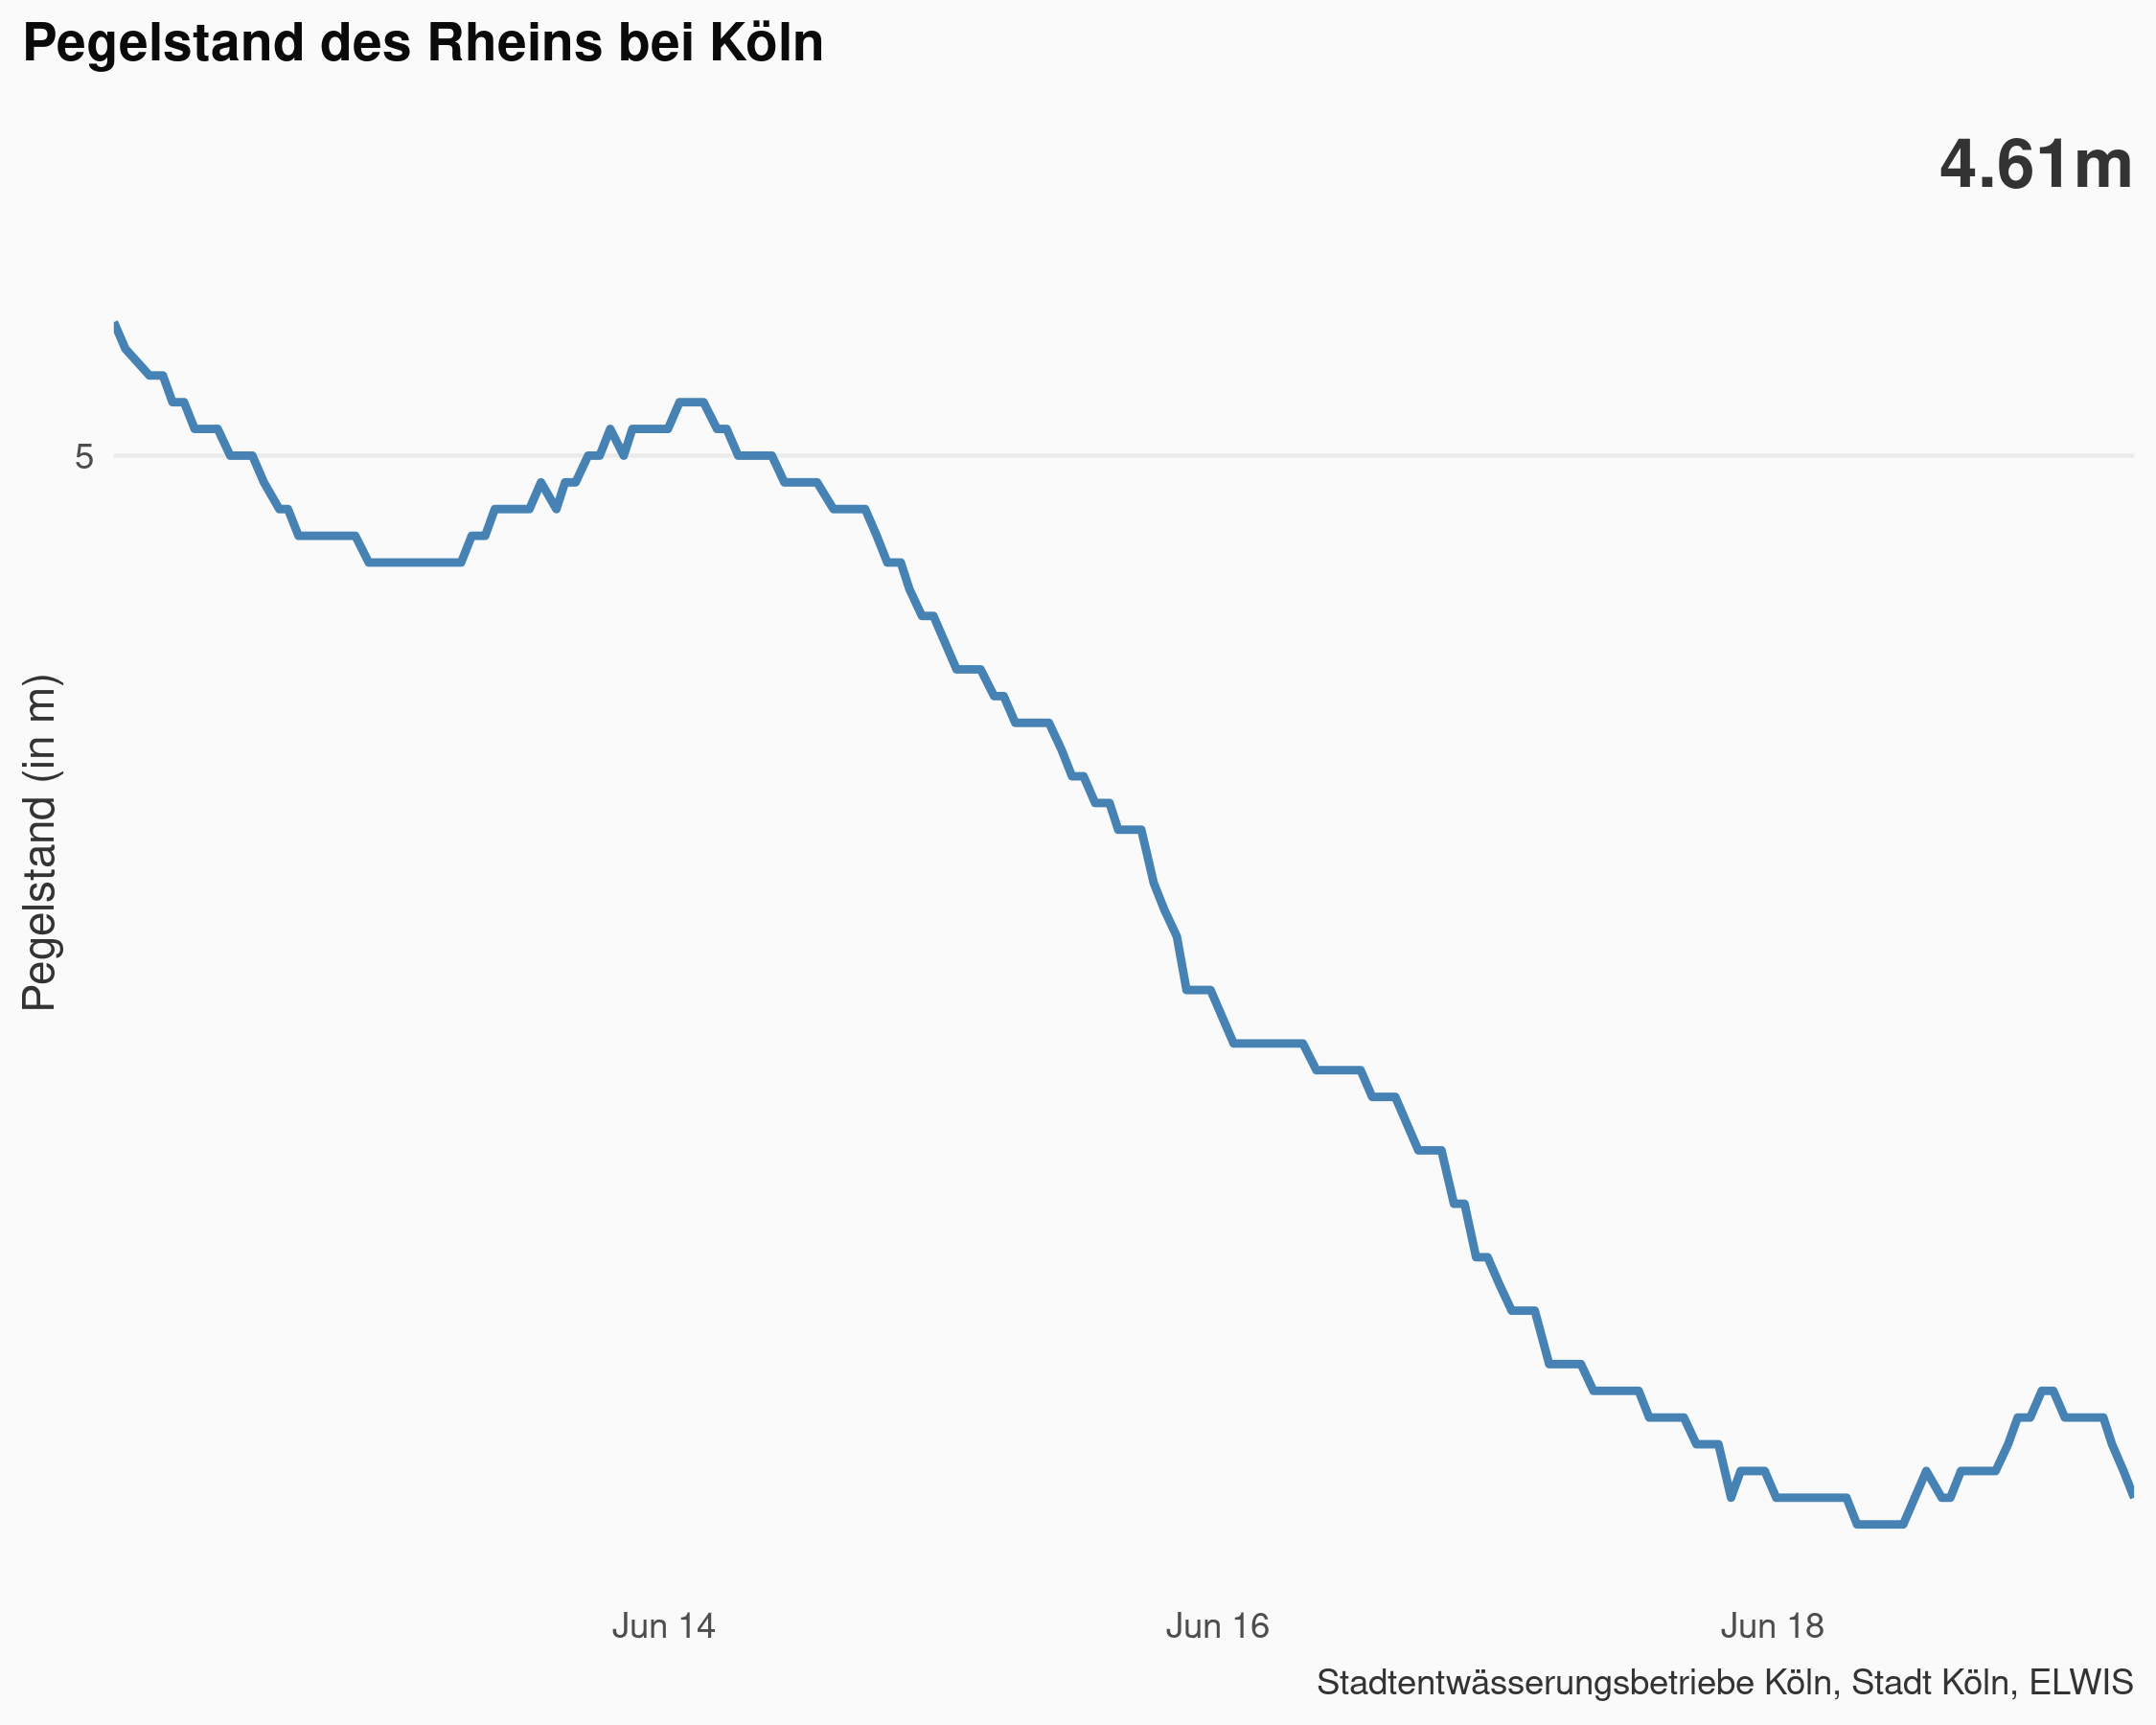 Pegelstand des Rheins bei Köln
4.61m
5
Pegelstand (in m)
Jun 14
Jun 16
Jun 18
Stadtentwässerungsbetriebe Köln, Stadt Köln, ELWIS